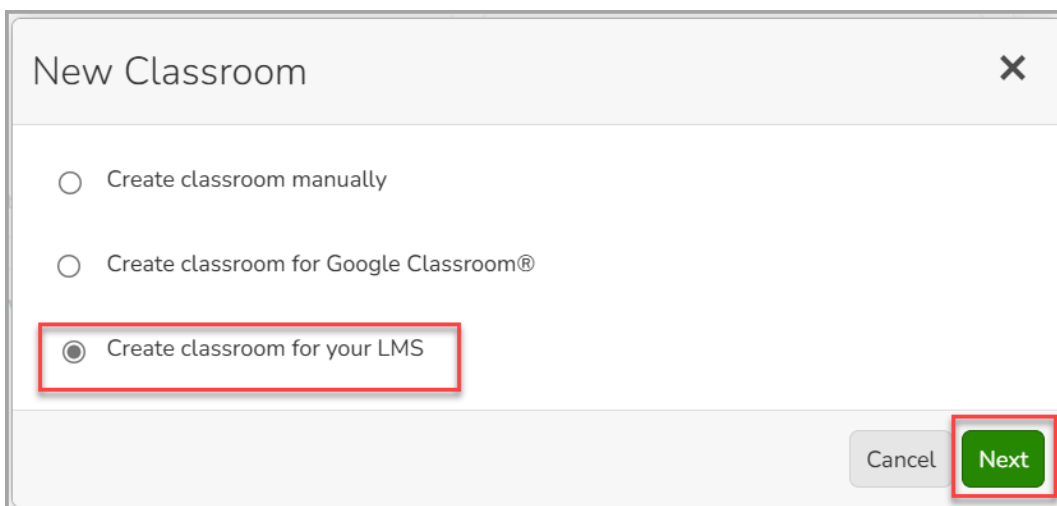 New Classroom
Create classroom manually
Create classroom for Google Classroom®
Create classroom for your LMS
Cancel
Next